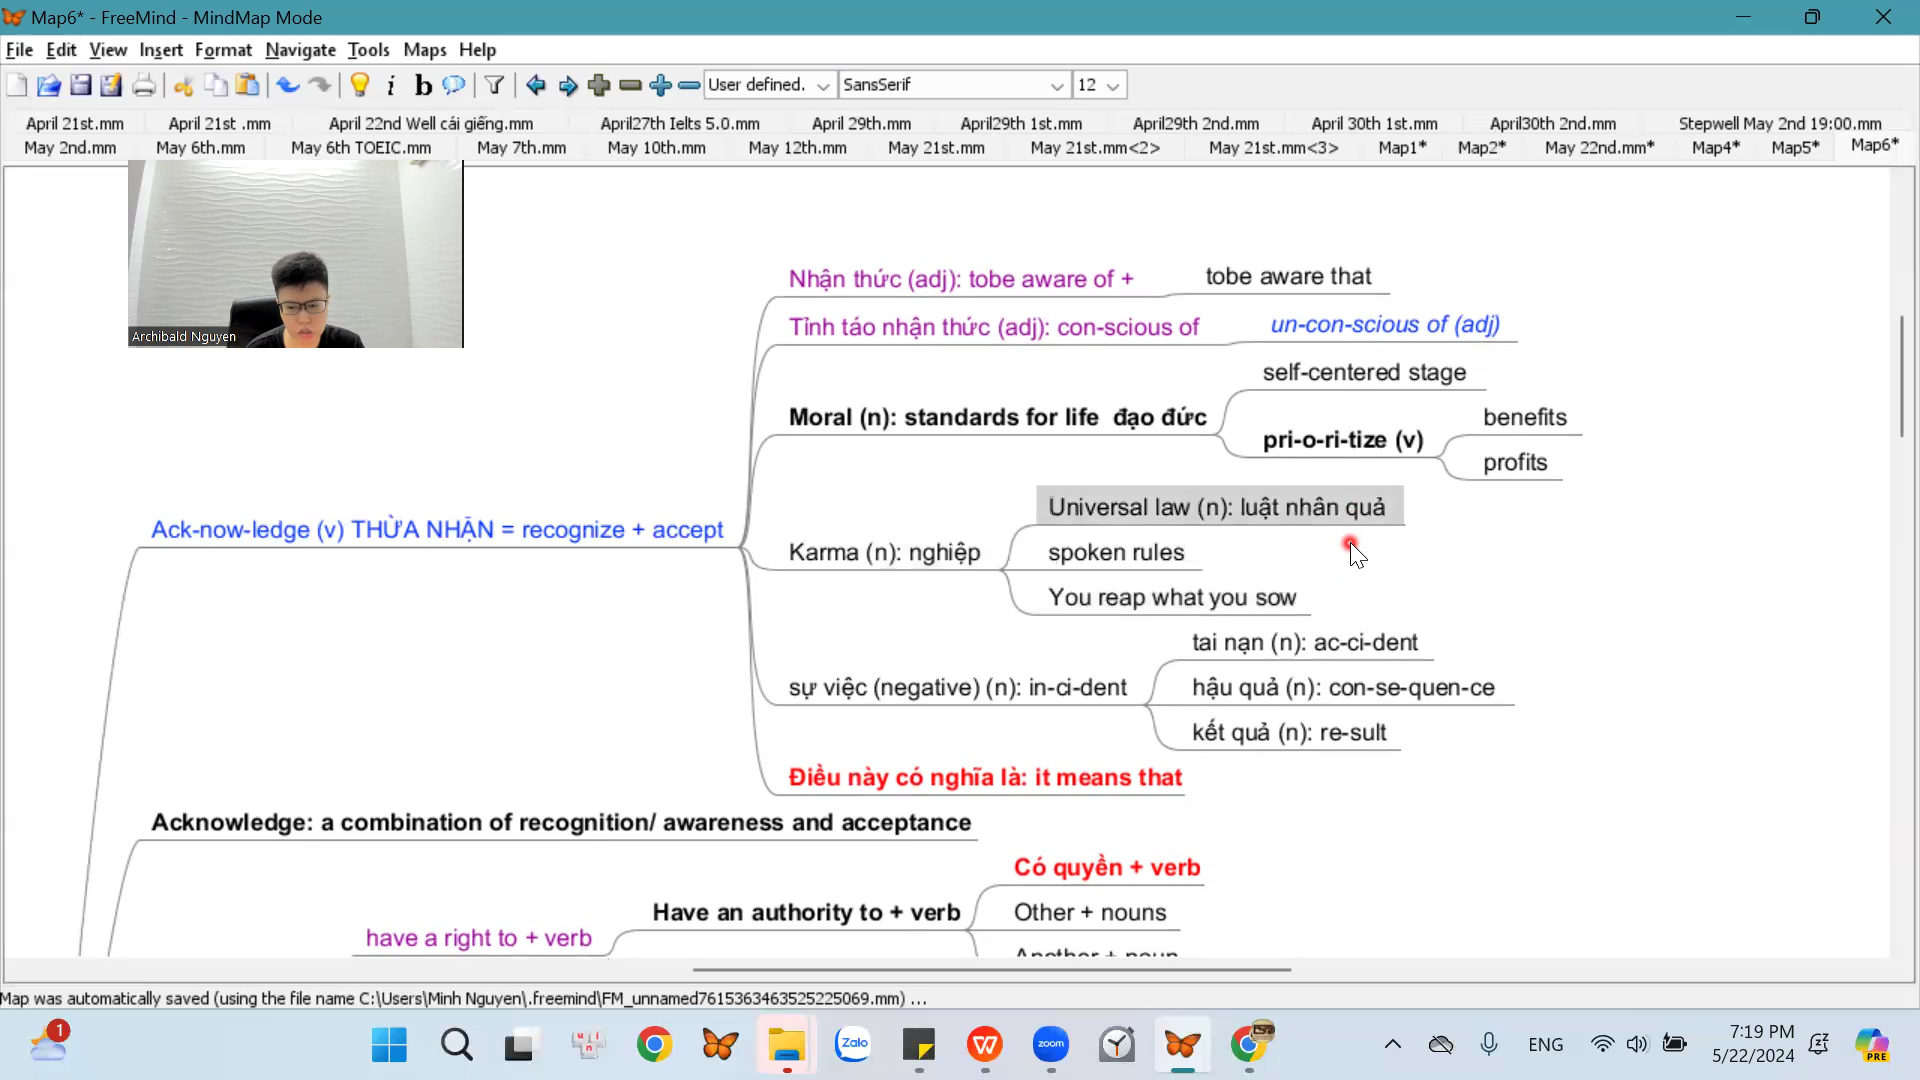 Map6* - FreeMind - MindMap Mode
File Edit View Insert Format Navigate Tools Maps Help
User defined. SansSerif 12
April 21st.mm April 21st .mm April 22nd Well cái giếng.mm April27th Ielts 5.0.mm April 29th.mm April29th 1st.mm April29th 2nd.mm April 30th 1st.mm April30th 2nd.mm Stepwell May 2nd 19:00.mm
May 2nd.mm May 6th.mm May 6th TOEIC.mm May 7th.mm May 10th.mm May 12th.mm May 21st.mm May 21st.mm<2> May 21st.mm<3> Map1* Map2* May 22nd.mm* Map4* Map5* Map6*
Archibald Nguyen
Nhận thức (adj): tobe aware of + tobe aware that
Tỉnh táo nhận thức (adj): con-scious of un-con-scious of (adj)
self-centered stage
Moral (n): standards for life đạo đức
benefits
pri-o-ri-tize (v)
profits
Universal law (n): luật nhân quả
Ack-now-ledge (v) THỪA NHẬN = recognize + accept
Karma (n): nghiệp
spoken rules
You reap what you sow
tai nạn (n): ac-ci-dent
sự việc (negative) (n): in-ci-dent
hậu quả (n): con-se-quen-ce
kết quả (n): re-sult
Điều này có nghĩa là: it means that
Acknowledge: a combination of recognition/ awareness and acceptance
Có quyền + verb
Have an authority to + verb
Other + nouns
have a right to + verb
Another + noun
Map was automatically saved (using the file name C:\Users\Minh Nguyen\.freemind\FM_unnamed7615363463525225069.mm) ...
1
Zalo
zoom
ENG
7:19 PM
5/22/2024
PRE